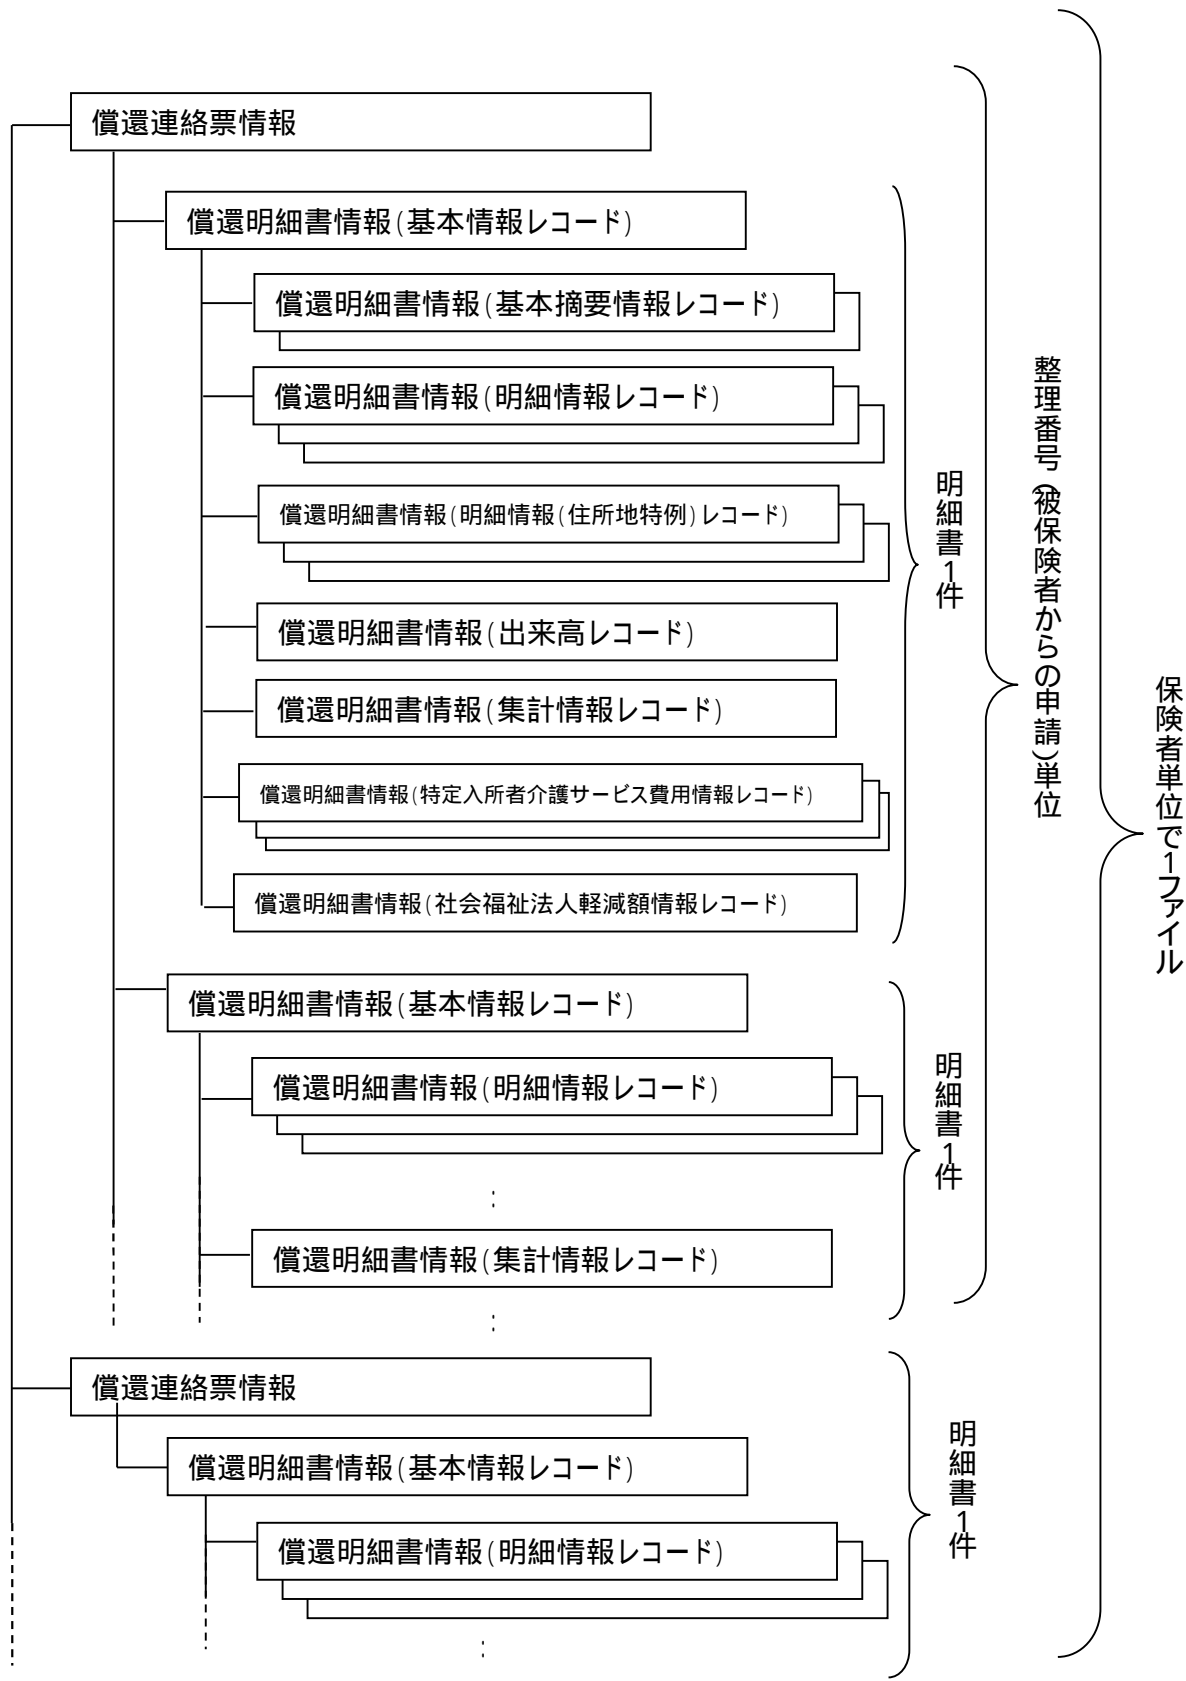 償還連絡票情報
償還明細書情報(基本情報レコード)
償還明細書情報(基本摘要情報レコード)
償還明細書情報(明細情報レコード)
償還明細書情報(明細情報(住所地特例)レコード)
償還明細書情報(出来高レコード)
償還明細書情報(集計情報レコード)
償還明細書情報(特定入所者介護サービス費用情報レコード)
償還明細書情報(社会福祉法人軽減額情報レコード)
明細書1件
償還明細書情報(基本情報レコード)
償還明細書情報(明細情報レコード)
:
償還明細書情報(集計情報レコード)
:
明細書1件
整理番号(被保険者からの申請)単位
償還連絡票情報
償還明細書情報(基本情報レコード)
償還明細書情報(明細情報レコード)
:
明細書1件
保険者単位で1ファイル